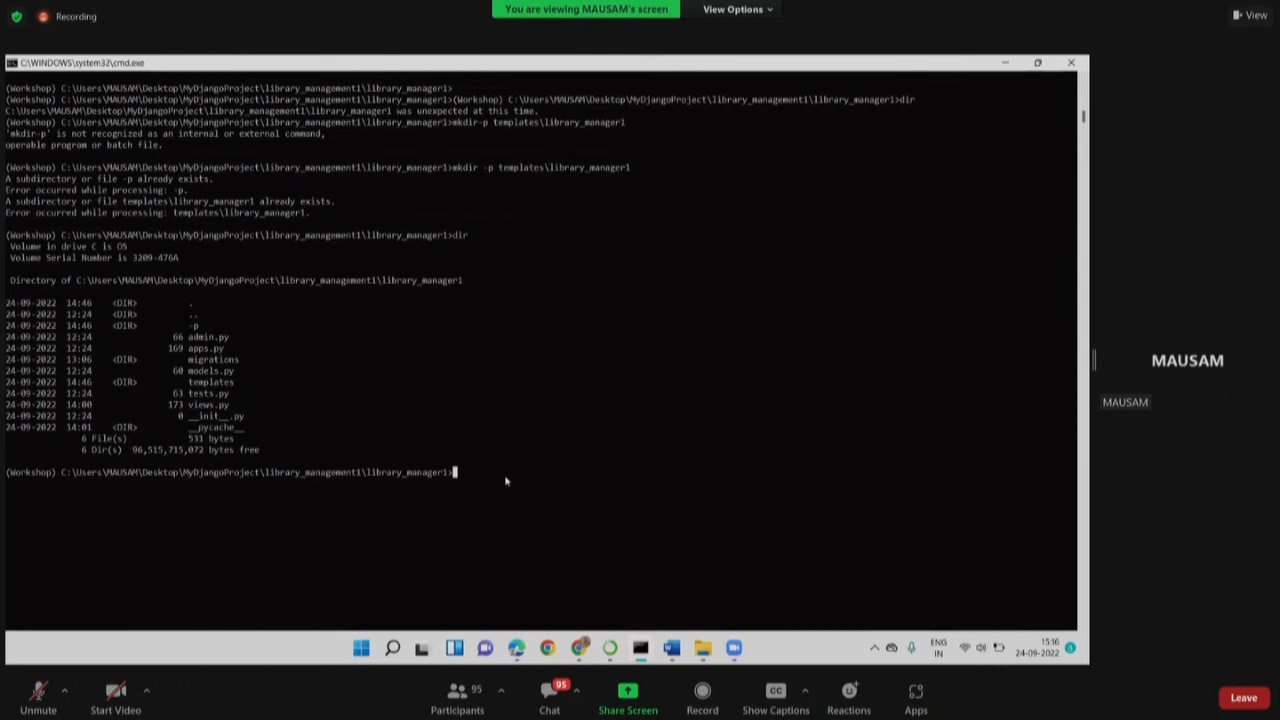 Recording
You are viewing MAUSAM's screen
View Options
View
C:\WINDOWS\system32\cmd.exe
(Workshop) C:\Users\MAUSAM\Desktop\MyDjangoProject\library_management1\library_manager1>
(Workshop) C:\Users\MAUSAM\Desktop\MyDjangoProject\library_management1\library_manager1>(Workshop) C:\Users\MAUSAM\Desktop\MyDjangoProject\library_management1\library_manager1>dir
C:\Users\MAUSAM\Desktop\MyDjangoProject\library_management1\library_manager1 was unexpected at this time.
(Workshop) C:\Users\MAUSAM\Desktop\MyDjangoProject\library_management1\library_manager1>mkdir-p templates\library_manager1
'mkdir-p' is not recognized as an internal or external command,
operable program or batch file.
(Workshop) C:\Users\MAUSAM\Desktop\MyDjangoProject\library_management1\library_manager1>mkdir -p templates\library_manager1
A subdirectory or file -p already exists.
Error occurred while processing: -p.
A subdirectory or file templates\library_manager1 already exists.
Error occurred while processing: templates\library_manager1.
(Workshop) C:\Users\MAUSAM\Desktop\MyDjangoProject\library_management1\library_manager1>dir
Volume in drive C is OS
Volume Serial Number is 3209-476A
Directory of C:\Users\MAUSAM\Desktop\MyDjangoProject\library_management1\library_manager1
24-09-2022 14:46 <DIR> .
24-09-2022 12:24 <DIR> ..
24-09-2022 14:46 <DIR> -p
24-09-2022 12:24 66 admin.py
24-09-2022 12:24 169 apps.py
24-09-2022 13:06 <DIR> migrations
24-09-2022 12:24 60 models.py
24-09-2022 14:46 <DIR> templates
24-09-2022 12:24 63 tests.py
24-09-2022 14:00 173 views.py
24-09-2022 12:24 0 __init__.py
24-09-2022 14:01 <DIR> __pycache__
6 File(s) 531 bytes
6 Dir(s) 96,515,715,072 bytes free
(Workshop) C:\Users\MAUSAM\Desktop\MyDjangoProject\library_management1\library_manager1>
MAUSAM
MAUSAM
ENG
IN
15:16
24-09-2022
Unmute
Start Video
95
Participants
95
Chat
Share Screen
Record
CC
Show Captions
Reactions
Apps
Leave